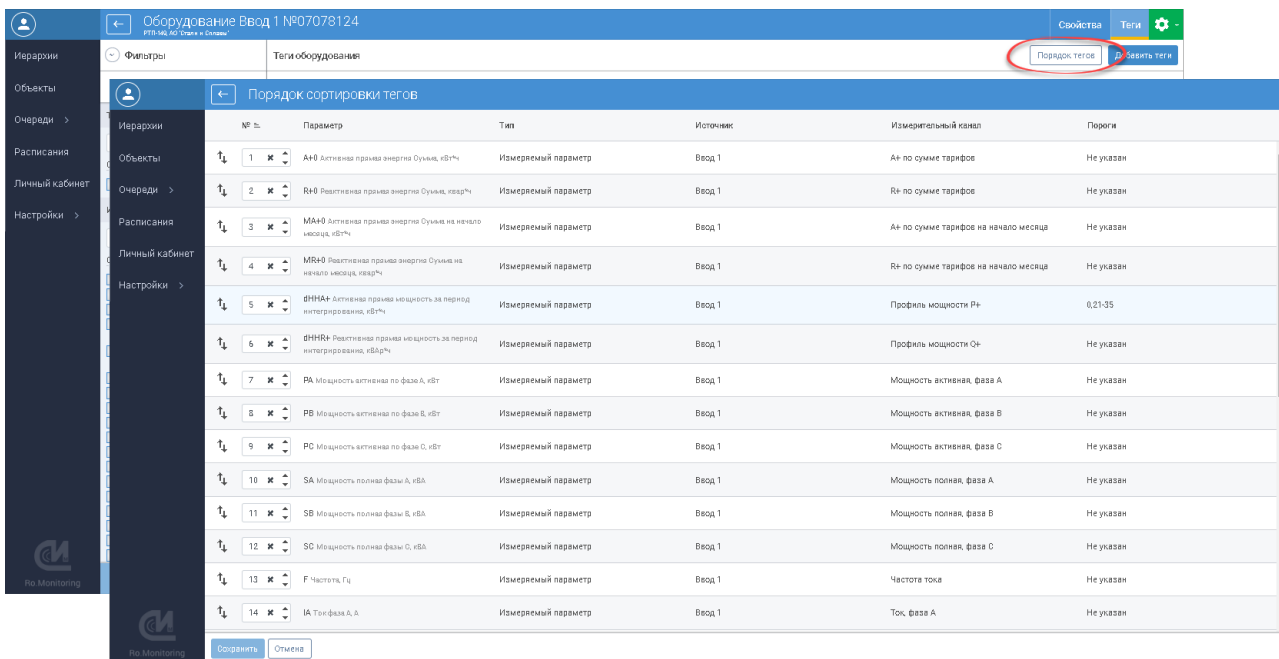 Оборудование Ввод 1 №07078124
РТП-149, АО "Стали и Сплавы"
Свойства Теги
Иерархии
Объекты
Очереди >
Расписания
Личный кабинет
Настройки >
Ro.Monitoring
Фильтры
Теги оборудования
Порядок тегов
Добавить теги
Порядок сортировки тегов
Иерархии
Объекты
Очереди >
Расписания
Личный кабинет
Настройки >
Ro.Monitoring
№ Параметр Тип Источник Измерительный канал Пороги
1 A+0 Активная прямая энергия Сумма, кВт*ч Измеряемый параметр Ввод 1 A+ по сумме тарифов Не указан
2 R+0 Реактивная прямая энергия Сумма, квар*ч Измеряемый параметр Ввод 1 R+ по сумме тарифов Не указан
3 MA+0 Активная прямая энергия Сумма на начало
месяца, кВт*ч Измеряемый параметр Ввод 1 A+ по сумме тарифов на начало месяца Не указан
4 MR+0 Реактивная прямая энергия Сумма на
начало месяца, квар*ч Измеряемый параметр Ввод 1 R+ по сумме тарифов на начало месяца Не указан
5 dHHA+ Активная прямая мощность за период
интегрирования, кВт*ч Измеряемый параметр Ввод 1 Профиль мощности P+ 0,21-35
6 dHHR+ Реактивная прямая мощность за период
интегрирования, кВАр*ч Измеряемый параметр Ввод 1 Профиль мощности Q+ Не указан
7 PA Мощность активная по фазе A, кВт Измеряемый параметр Ввод 1 Мощность активная, фаза A Не указан
8 PB Мощность активная по фазе B, кВт Измеряемый параметр Ввод 1 Мощность активная, фаза B Не указан
9 PC Мощность активная по фазе C, кВт Измеряемый параметр Ввод 1 Мощность активная, фаза C Не указан
10 SA Мощность полная фазы A, кВА Измеряемый параметр Ввод 1 Мощность полная, фаза A Не указан
11 SB Мощность полная фазы B, кВА Измеряемый параметр Ввод 1 Мощность полная, фаза B Не указан
12 SC Мощность полная фазы C, кВА Измеряемый параметр Ввод 1 Мощность полная, фаза C Не указан
13 F Частота, Гц Измеряемый параметр Ввод 1 Частота тока Не указан
14 IA Ток фаза A, А Измеряемый параметр Ввод 1 Ток, фаза A Не указан
Сохранить Отмена